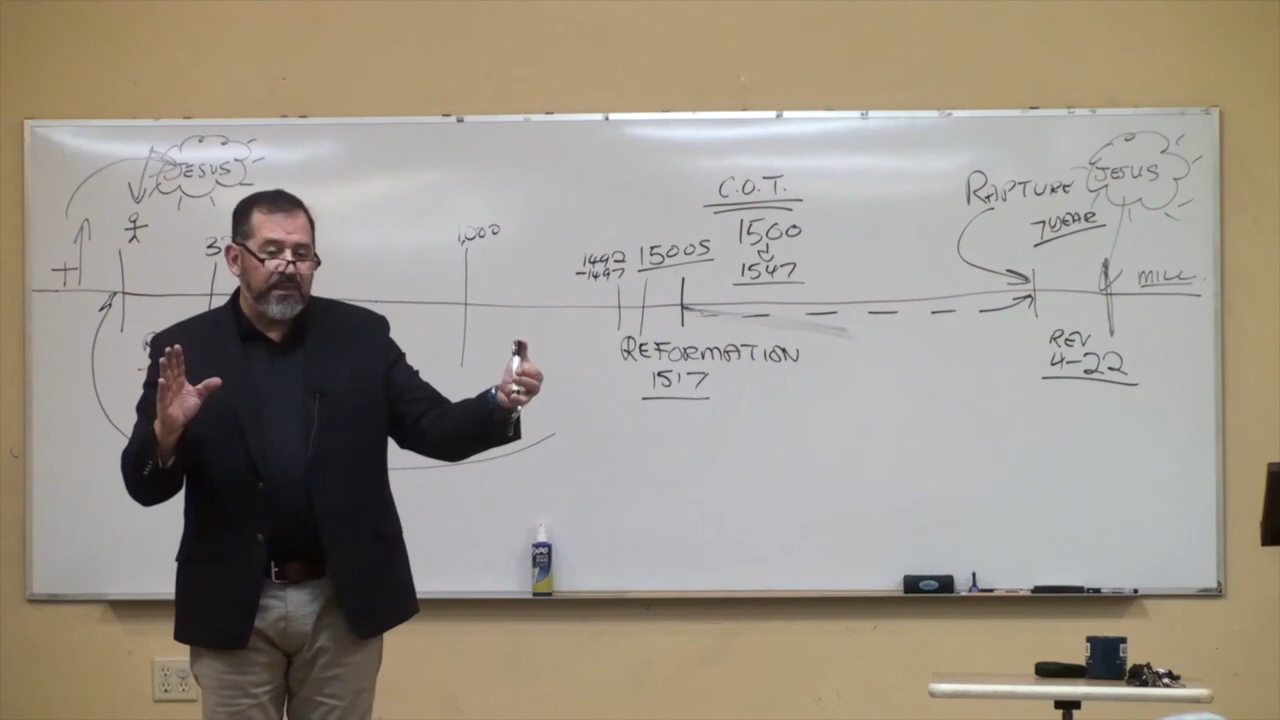 JESUS
1,000
1492
-1497
1500S
REFORMATION
1517
C.O.T.
1500
1547
RAPTURE
7 YEAR
JESUS
MILL.
REV
4-22
EXPO